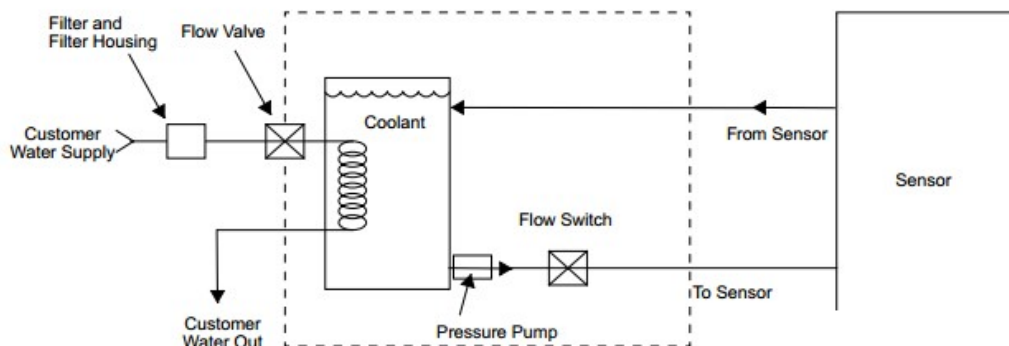 Filter and
Filter Housing
Flow Valve
Customer
Water Supply
Coolant
From Sensor
Sensor
Flow Switch
To Sensor
Pressure Pump
Customer
Water Out